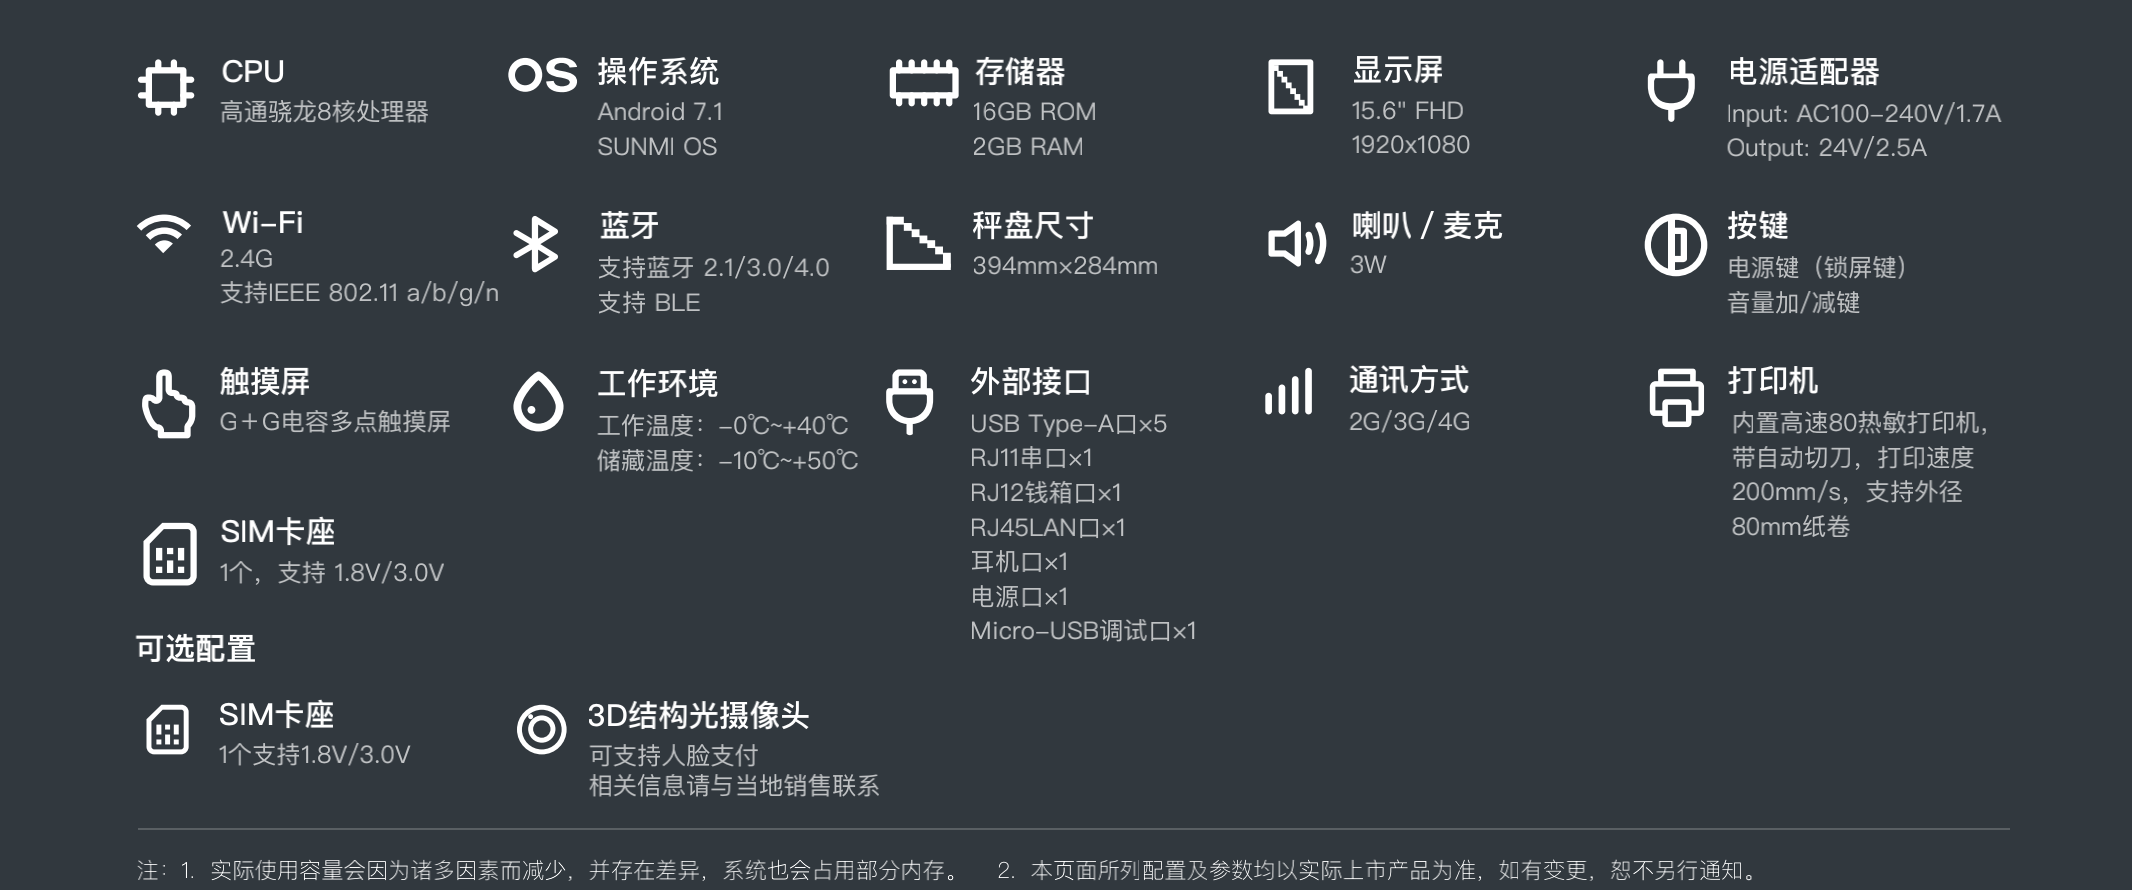 CPU
高通骁龙8核处理器
OS 操作系统
Android 7.1
SUNMI OS
存储器
16GB ROM
2GB RAM
显示屏
15.6" FHD
1920x1080
电源适配器
Input: AC100-240V/1.7A
Output: 24V/2.5A
Wi-Fi
2.4G
支持IEEE 802.11 a/b/g/n
蓝牙
支持蓝牙 2.1/3.0/4.0
支持 BLE
秤盘尺寸
394mm×284mm
喇叭 / 麦克
3W
按键
电源键（锁屏键）
音量加/减键
触摸屏
G+G电容多点触摸屏
工作环境
工作温度：-0℃~+40℃
储藏温度：-10℃~+50℃
外部接口
USB Type-A口×5
RJ11串口×1
RJ12钱箱口×1
RJ45LAN口×1
耳机口×1
电源口×1
Micro-USB调试口×1
通讯方式
2G/3G/4G
打印机
内置高速80热敏打印机，
带自动切刀，打印速度
200mm/s，支持外径
80mm纸卷
SIM卡座
1个，支持 1.8V/3.0V
可选配置
SIM卡座
1个支持1.8V/3.0V
3D结构光摄像头
可支持人脸支付
相关信息请与当地销售联系
注：1. 实际使用容量会因为诸多因素而减少，并存在差异，系统也会占用部分内存。 2. 本页面所列配置及参数均以实际上市产品为准，如有变更，恕不另行通知。